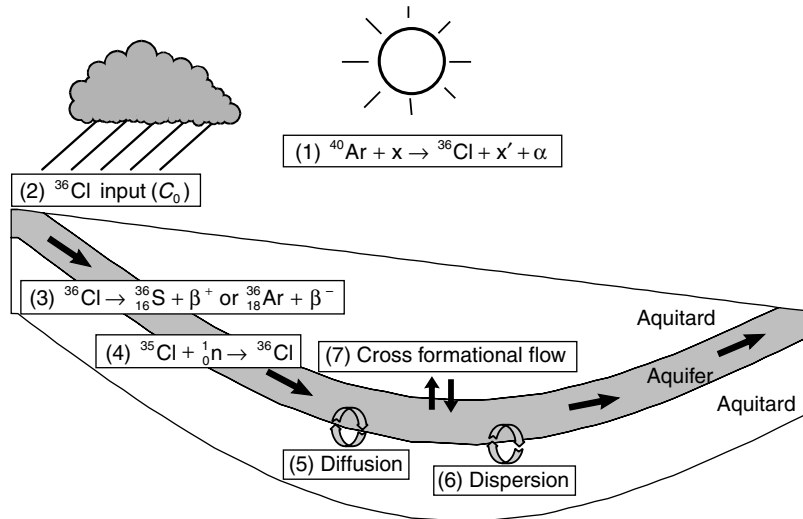 (1) ⁴⁰Ar + x → ³⁶Cl + x′ + α
(2) ³⁶Cl input (C₀)
(3) ³⁶Cl → ³⁶₁₆S + β⁺ or ³⁶₁₈Ar + β⁻
(4) ³⁵Cl + ¹₀n → ³⁶Cl
(7) Cross formational flow
Aquitard
Aquifer
Aquitard
(5) Diffusion
(6) Dispersion